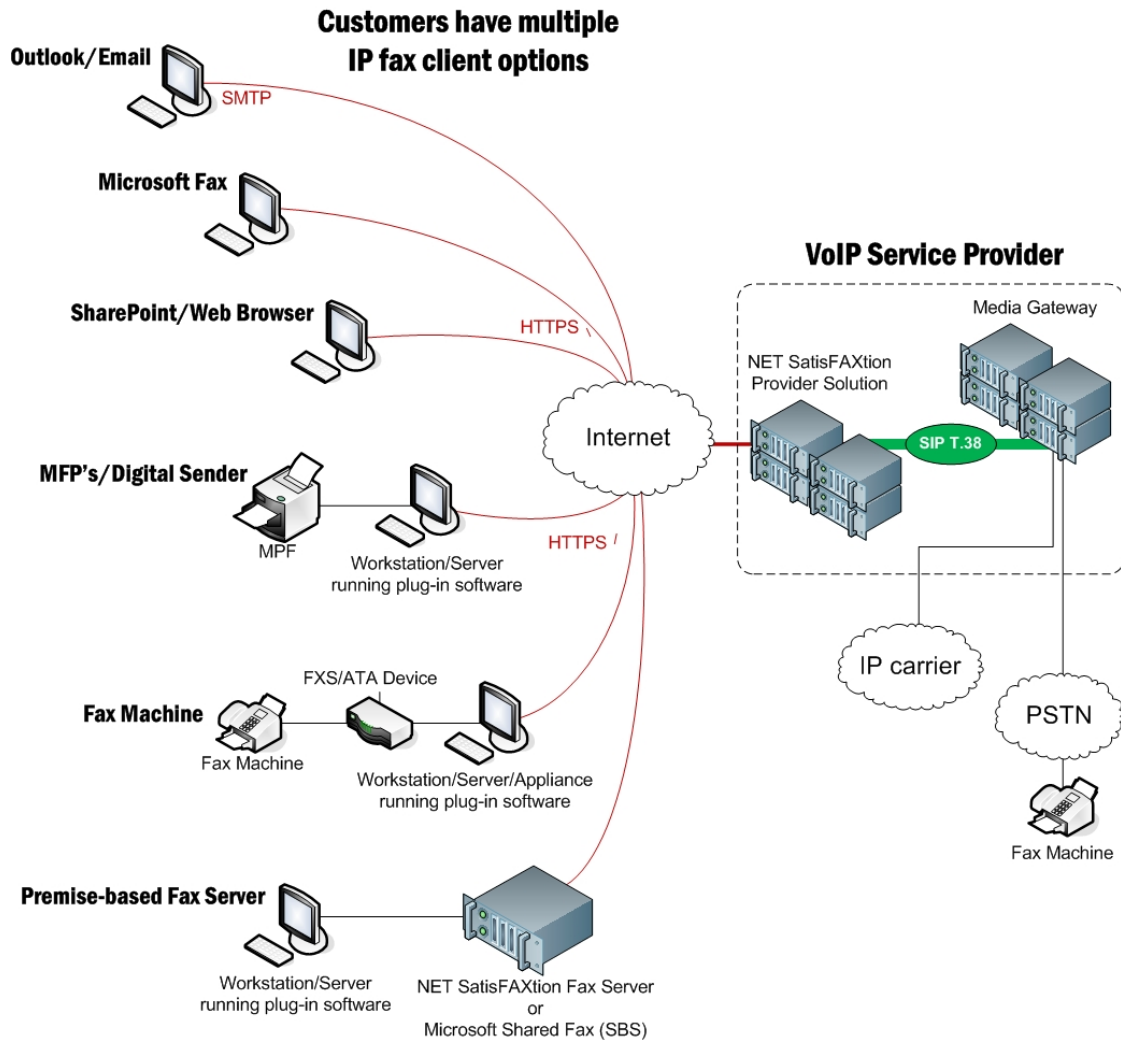 Customers have multiple
IP fax client options
Outlook/Email
SMTP
Microsoft Fax
SharePoint/Web Browser
HTTPS
VoIP Service Provider
Media Gateway
NET SatisFAXtion
Provider Solution
Internet
SIP T.38
MFP's/Digital Sender
MPF
HTTPS
Workstation/Server
running plug-in software
IP carrier
FXS/ATA Device
Fax Machine
Fax Machine
Workstation/Server/Appliance
running plug-in software
PSTN
Fax Machine
Premise-based Fax Server
Workstation/Server
running plug-in software
NET SatisFAXtion Fax Server
or
Microsoft Shared Fax (SBS)